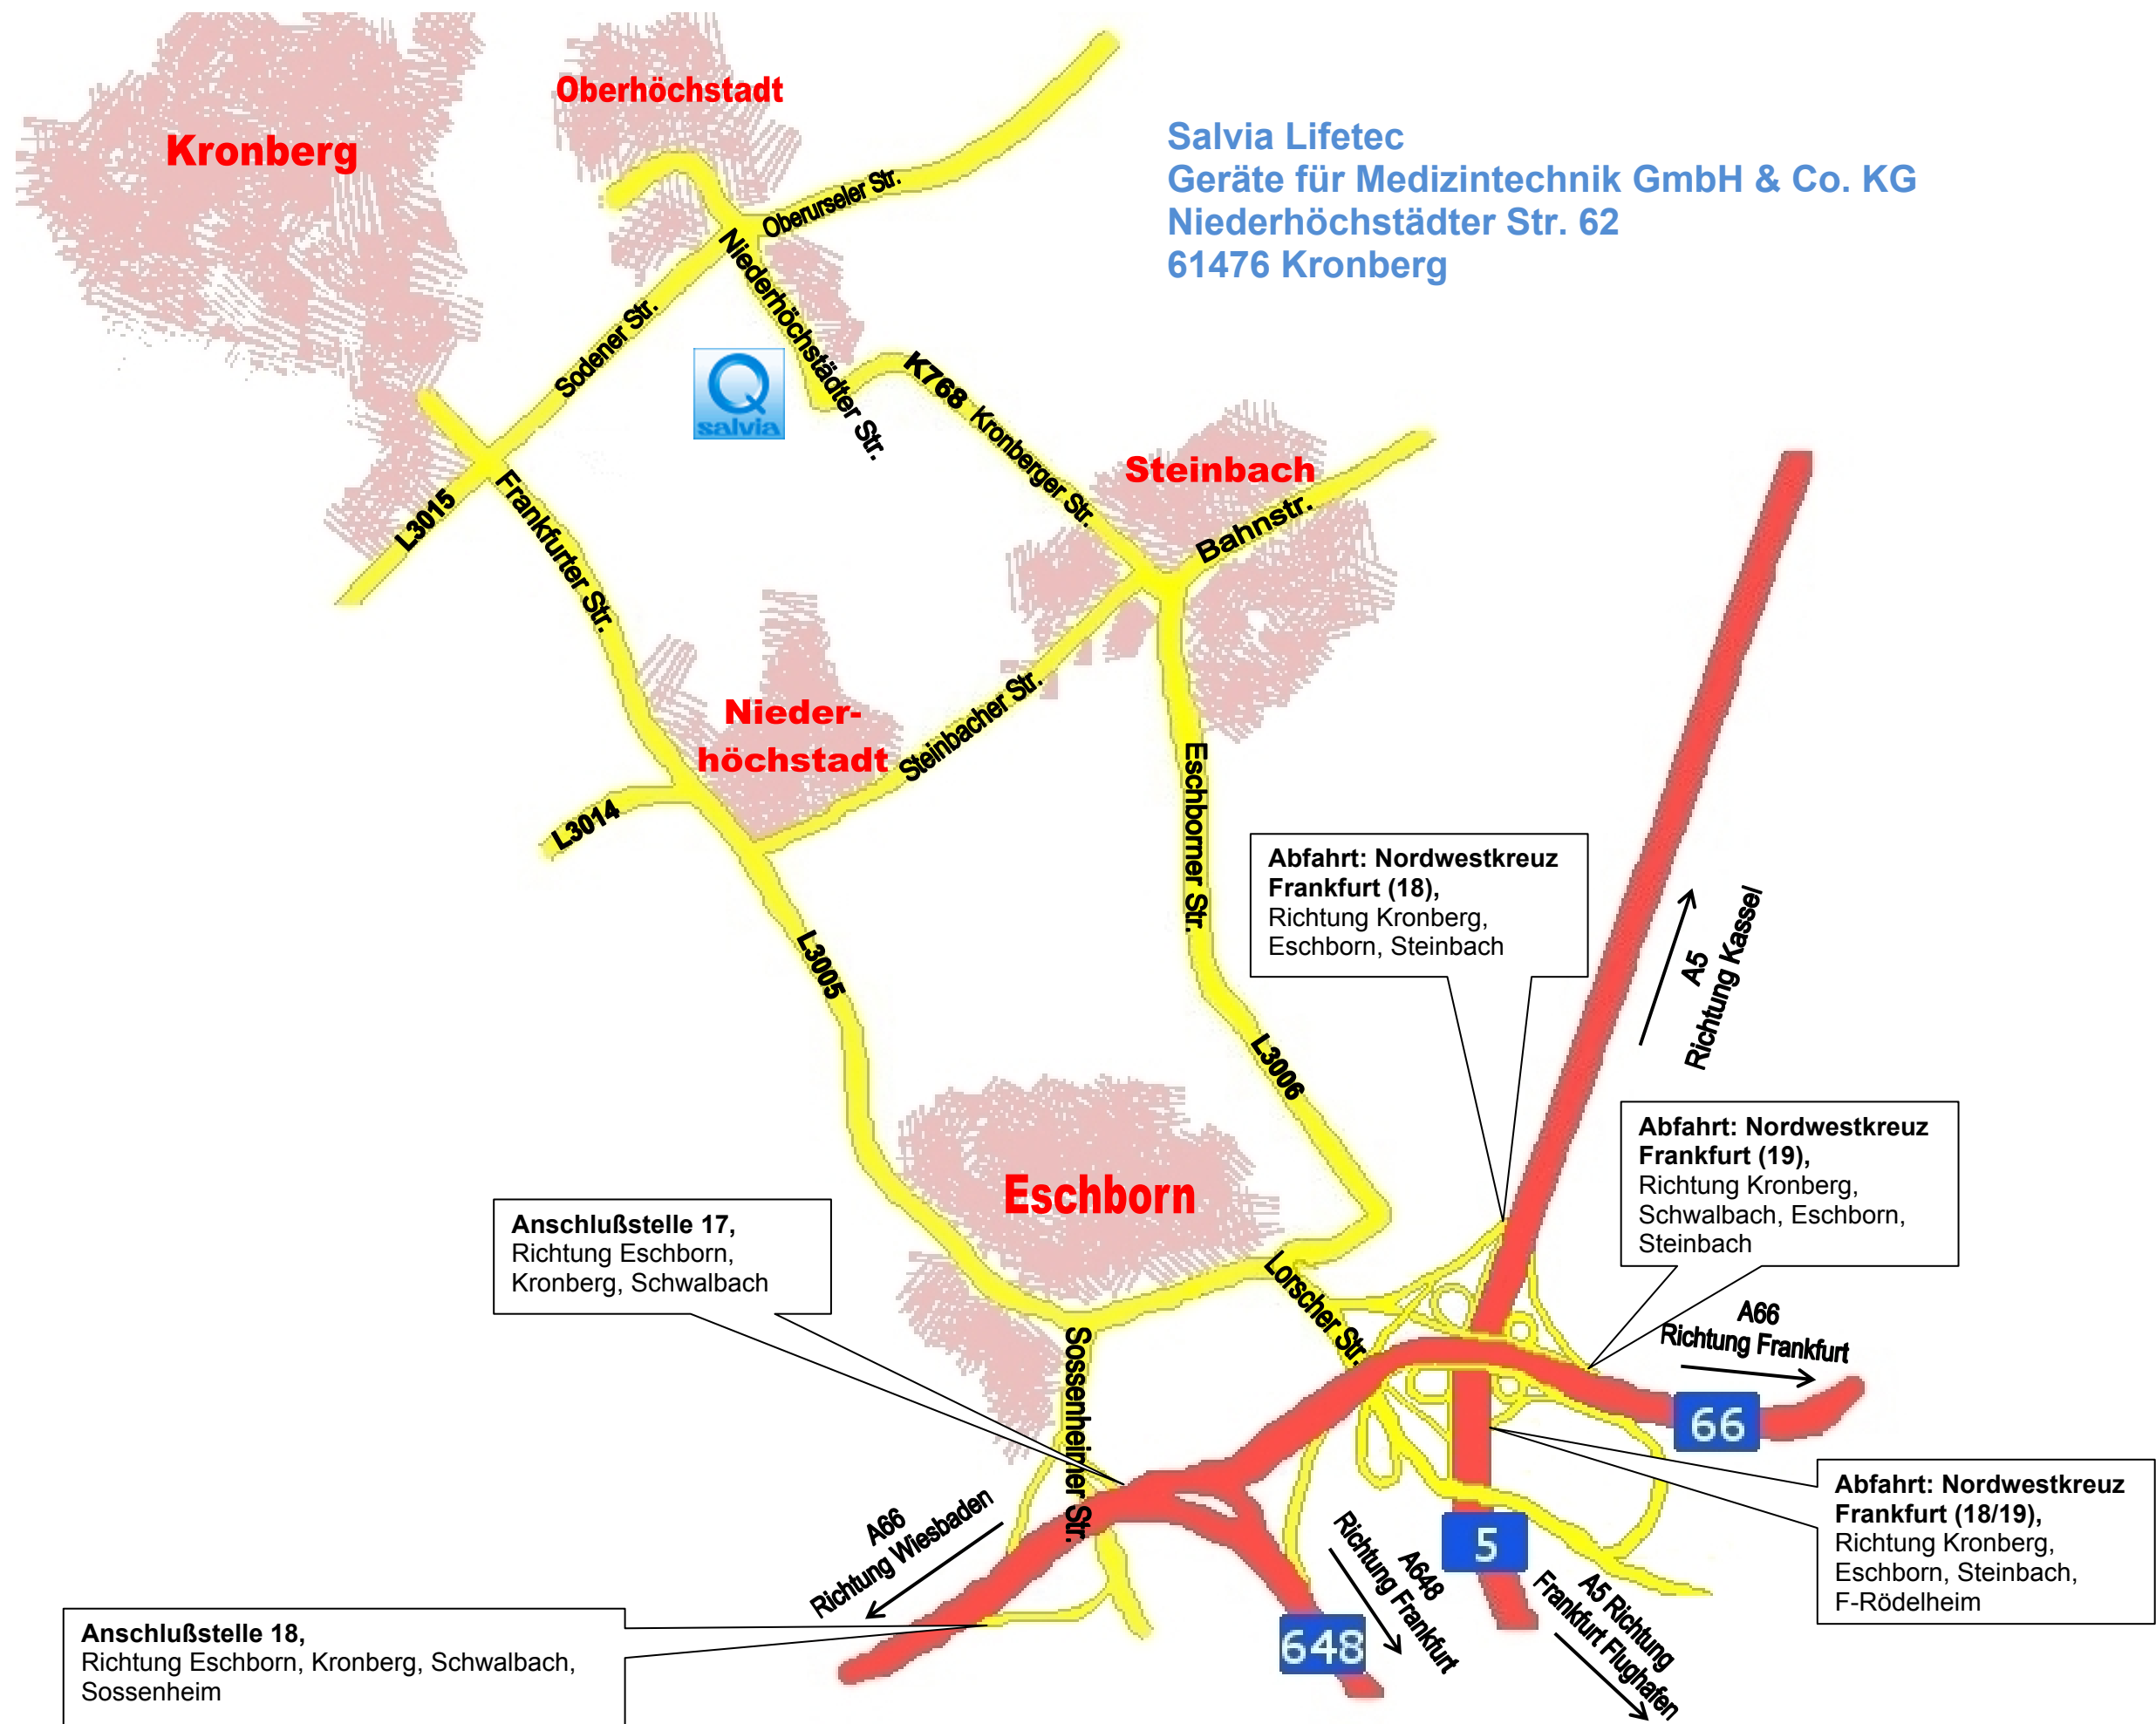 Oberhöchstadt
Kronberg
Salvia Lifetec
Geräte für Medizintechnik GmbH & Co. KG
Niederhöchstädter Str. 62
61476 Kronberg
Oberurseler Str.
Niederhöchstädter Str.
Sodener Str.
salvia
K768 Kronberger Str.
Steinbach
Bahnstr.
L3015
Frankfurter Str.
Nieder-
höchstadt
Steinbacher Str.
L3014
Eschborner Str.
L3005
L3006
Abfahrt: Nordwestkreuz
Frankfurt (18),
Richtung Kronberg,
Eschborn, Steinbach
A5
Richtung Kassel
Abfahrt: Nordwestkreuz
Frankfurt (19),
Richtung Kronberg,
Schwalbach, Eschborn,
Steinbach
Eschborn
Anschlußstelle 17,
Richtung Eschborn,
Kronberg, Schwalbach
Lorscher Str.
Sossenheimer Str.
A66
Richtung Frankfurt
66
Abfahrt: Nordwestkreuz
Frankfurt (18/19),
Richtung Kronberg,
Eschborn, Steinbach,
F-Rödelheim
A66
Richtung Wiesbaden
5
A648
Richtung Frankfurt
A5 Richtung
Frankfurt Flughafen
648
Anschlußstelle 18,
Richtung Eschborn, Kronberg, Schwalbach,
Sossenheim